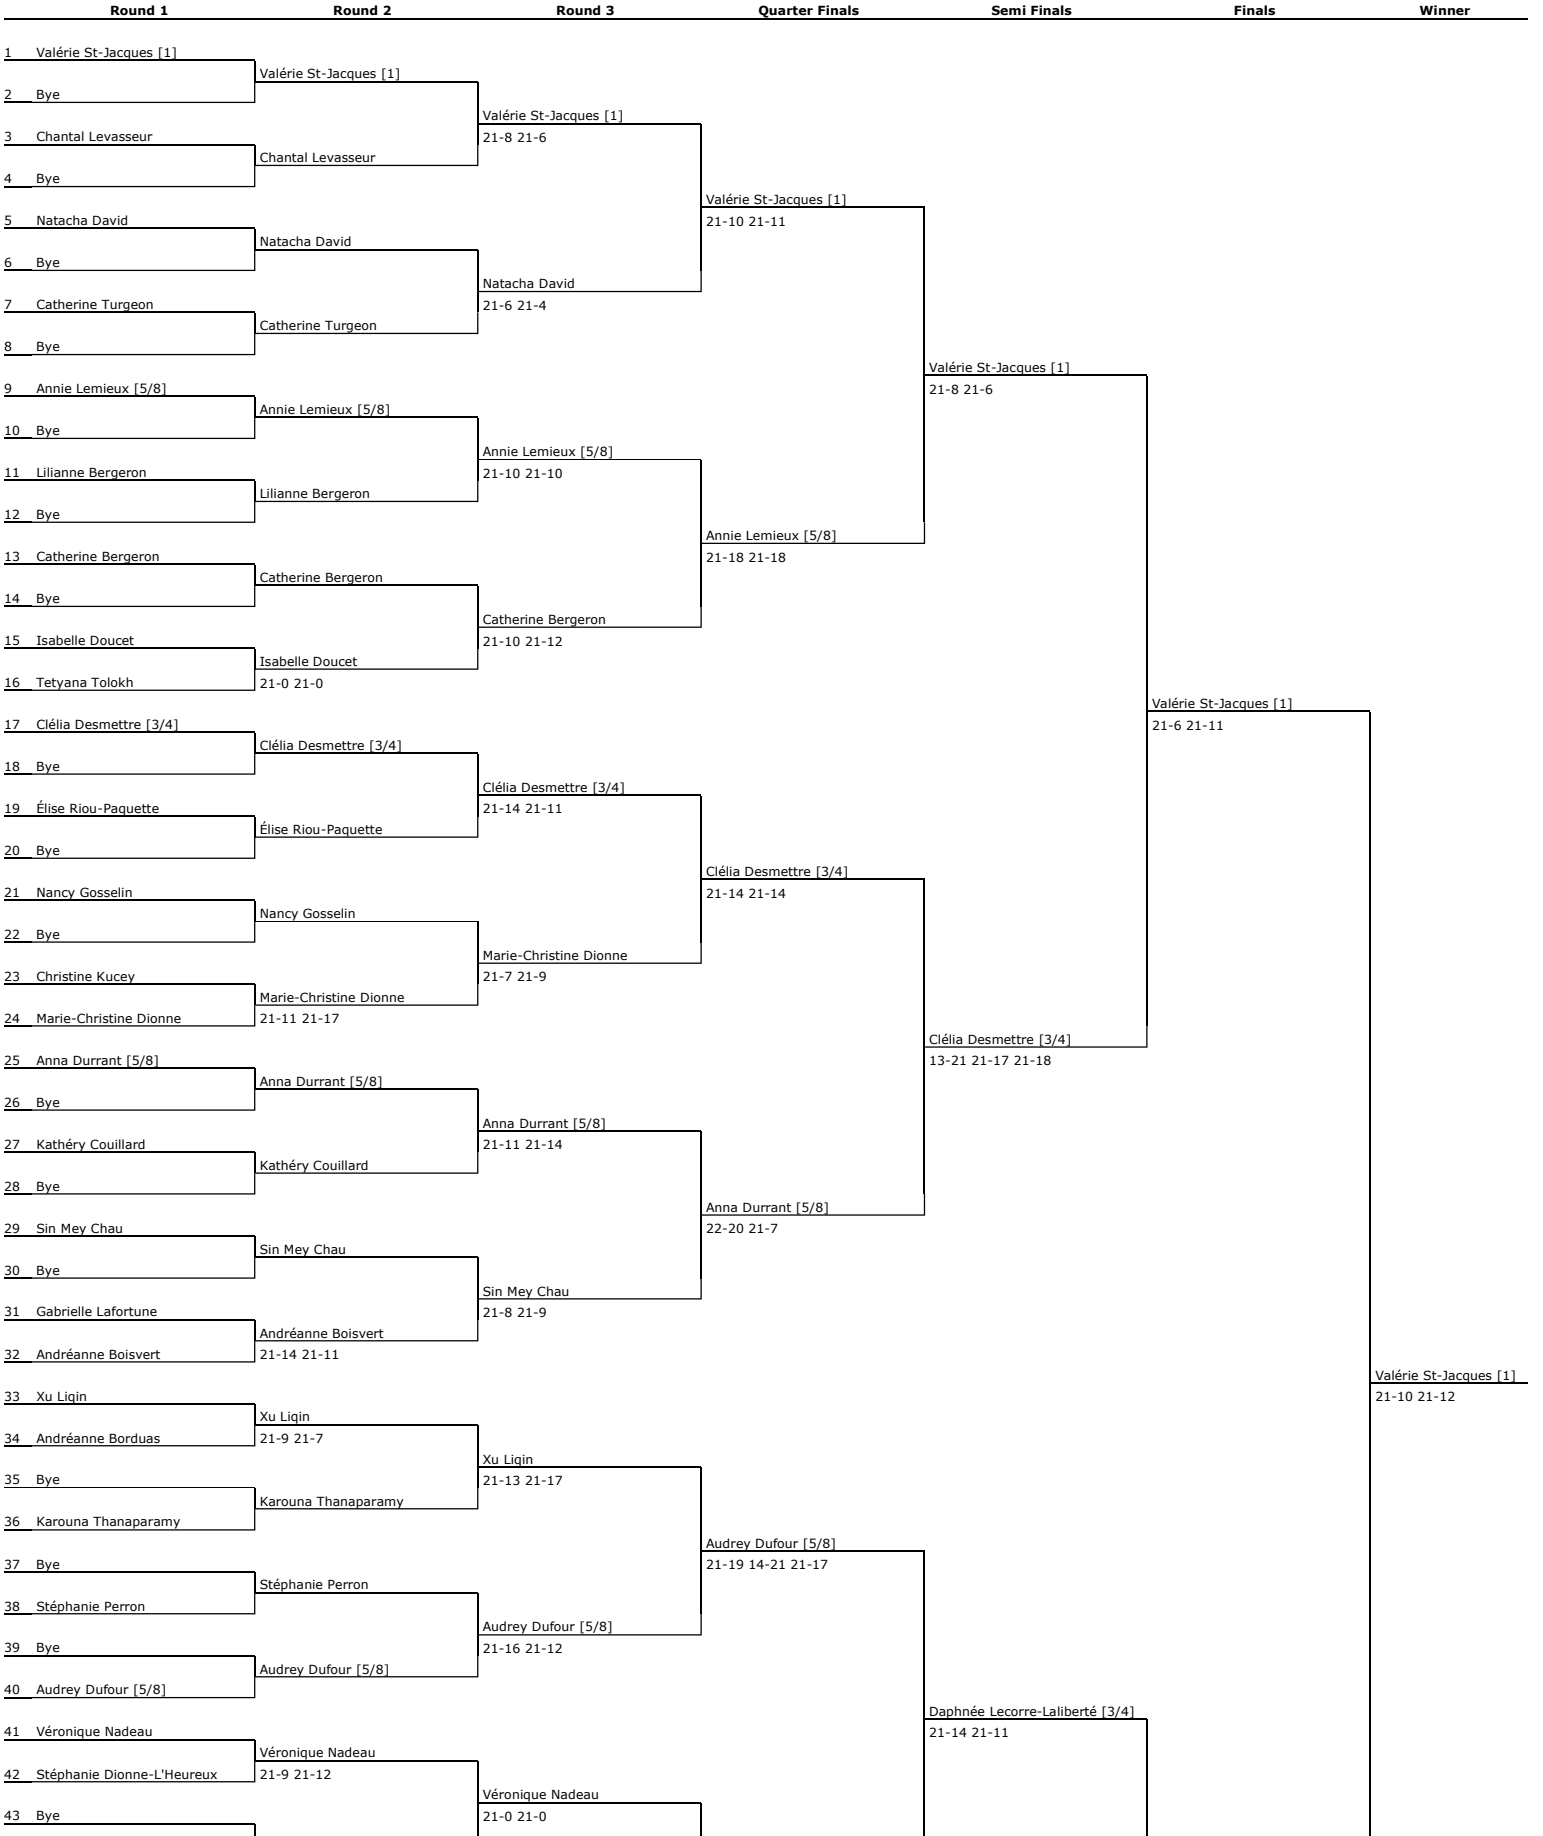 Round 1 Round 2 Round 3 Quarter Finals Semi Finals Finals Winner
1 Valérie St-Jacques [1]
Valérie St-Jacques [1]
2 Bye
Valérie St-Jacques [1]
3 Chantal Levasseur
21-8 21-6
Chantal Levasseur
4 Bye
Valérie St-Jacques [1]
5 Natacha David
21-10 21-11
Natacha David
6 Bye
Natacha David
7 Catherine Turgeon
21-6 21-4
Catherine Turgeon
8 Bye
Valérie St-Jacques [1]
9 Annie Lemieux [5/8]
21-8 21-6
Annie Lemieux [5/8]
10 Bye
Annie Lemieux [5/8]
11 Lilianne Bergeron
21-10 21-10
Lilianne Bergeron
12 Bye
Annie Lemieux [5/8]
13 Catherine Bergeron
21-18 21-18
Catherine Bergeron
14 Bye
Catherine Bergeron
15 Isabelle Doucet
21-10 21-12
Isabelle Doucet
16 Tetyana Tolokh
21-0 21-0
Valérie St-Jacques [1]
17 Clélia Desmettre [3/4]
21-6 21-11
Clélia Desmettre [3/4]
18 Bye
Clélia Desmettre [3/4]
19 Élise Riou-Paquette
21-14 21-11
Élise Riou-Paquette
20 Bye
Clélia Desmettre [3/4]
21 Nancy Gosselin
21-14 21-14
Nancy Gosselin
22 Bye
Marie-Christine Dionne
23 Christine Kucey
21-7 21-9
Marie-Christine Dionne
24 Marie-Christine Dionne
21-11 21-17
Clélia Desmettre [3/4]
25 Anna Durrant [5/8]
13-21 21-17 21-18
Anna Durrant [5/8]
26 Bye
Anna Durrant [5/8]
27 Kathéry Couillard
21-11 21-14
Kathéry Couillard
28 Bye
Anna Durrant [5/8]
29 Sin Mey Chau
22-20 21-7
Sin Mey Chau
30 Bye
Sin Mey Chau
31 Gabrielle Lafortune
21-8 21-9
Andréanne Boisvert
32 Andréanne Boisvert
21-14 21-11
Valérie St-Jacques [1]
33 Xu Liqin
21-10 21-12
Xu Liqin
34 Andréanne Borduas
21-9 21-7
Xu Liqin
35 Bye
21-13 21-17
Karouna Thanaparamy
36 Karouna Thanaparamy
Audrey Dufour [5/8]
37 Bye
21-19 14-21 21-17
Stéphanie Perron
38 Stéphanie Perron
Audrey Dufour [5/8]
39 Bye
21-16 21-12
Audrey Dufour [5/8]
40 Audrey Dufour [5/8]
Daphnée Lecorre-Laliberté [3/4]
41 Véronique Nadeau
21-14 21-11
Véronique Nadeau
42 Stéphanie Dionne-L'Heureux
21-9 21-12
Véronique Nadeau
43 Bye
21-0 21-0